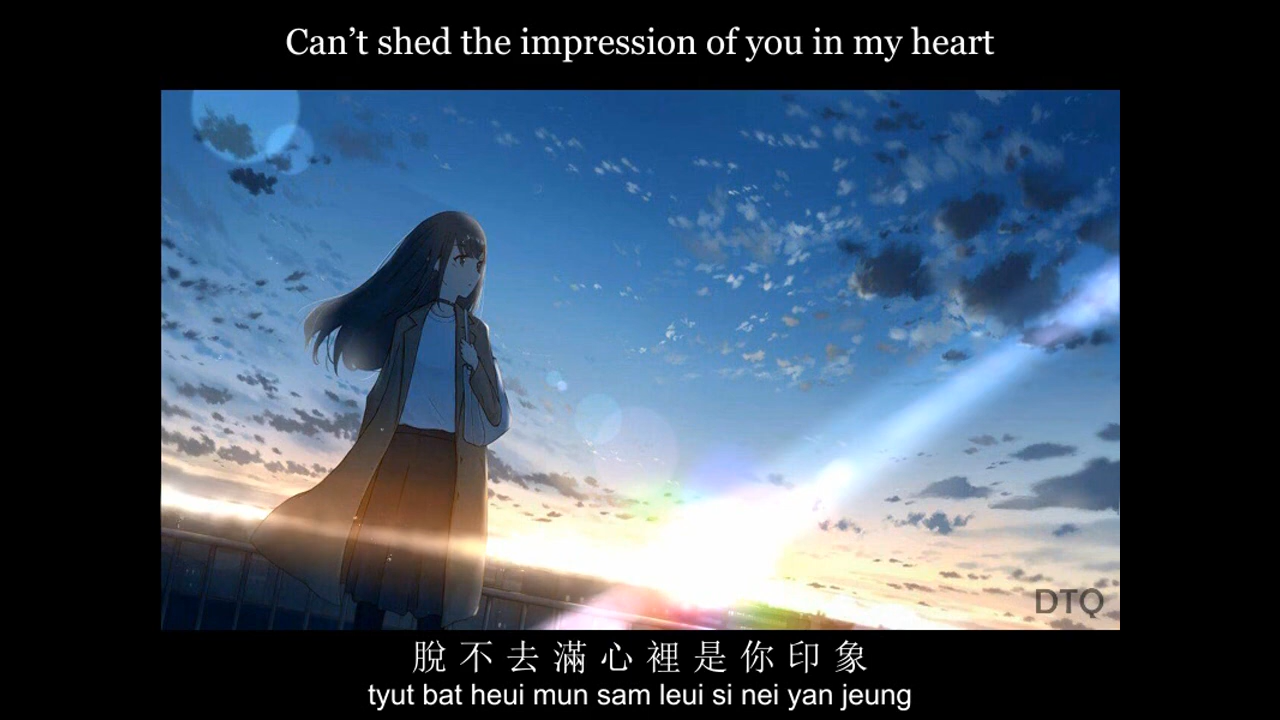 Can't shed the impression of you in my heart
DTQ
脫不去滿心裡是你印象
tyut bat heui mun sam leui si nei yan jeung